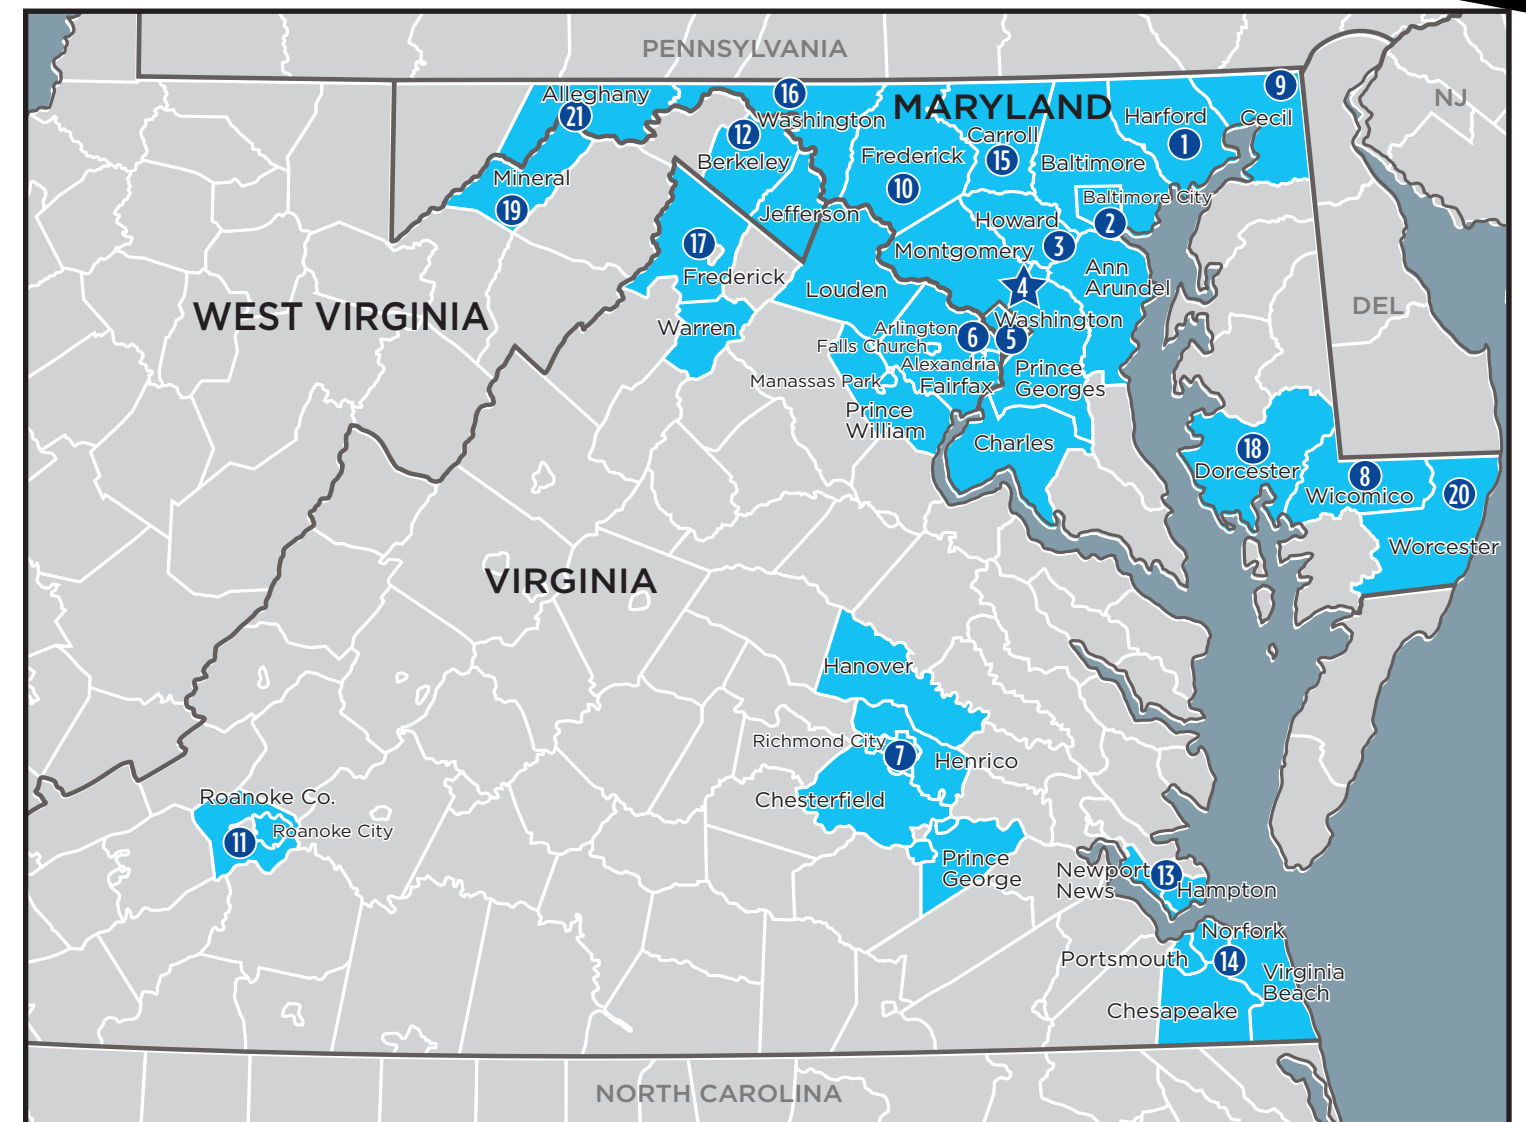 PENNSYLVANIA
NJ
9
16
Alleghany
21
MARYLAND
Washington
Harford
Cecil
12
Carroll
1
Berkeley
Frederick
15
Baltimore
Mineral
10
19
Jefferson
Baltimore City
Howard
2
17
Montgomery
3
Frederick
Louden
4
Ann
Arundel
WEST VIRGINIA
DEL
Warren
Arlington
6
5
Washington
Falls Church
Alexandria
Manassas Park
Fairfax
Prince
Georges
Prince
William
Charles
18
Dorcester
8
Wicomico
20
Worcester
VIRGINIA
Hanover
Richmond City
7
Henrico
Chesterfield
Roanoke Co.
Roanoke City
11
Prince
George
Newport
News
13
Hampton
Norfork
Portsmouth
14
Virginia
Beach
Chesapeake
NORTH CAROLINA